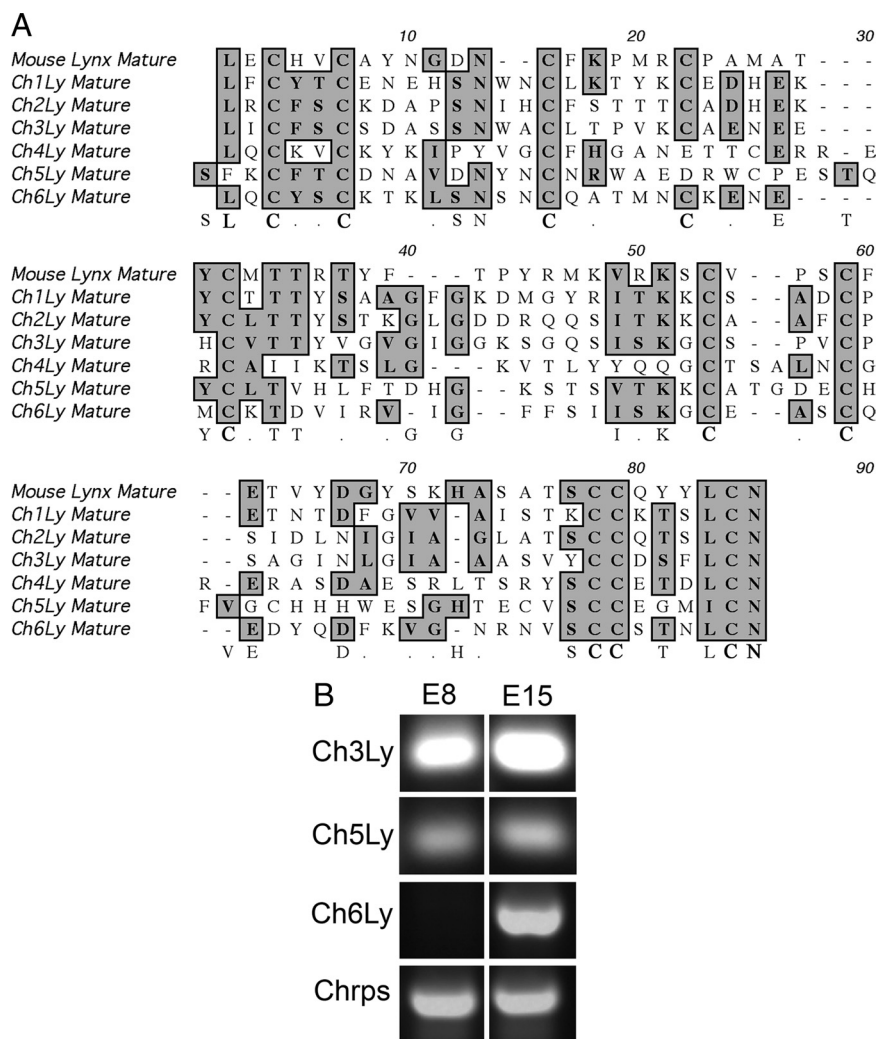 A
10 20 30
Mouse Lynx Mature L E C H V C A Y N G D N - - C F K P M R C P A M A T - - -
Ch1Ly Mature L F C Y T C E N E H S N W N C L K T Y K C E D H E K - - -
Ch2Ly Mature L R C F S C K D A P S N I H C F S T T T C A D H E K - - -
Ch3Ly Mature L I C F S C S D A S S N W A C L T P V K C A E N E E - - -
Ch4Ly Mature L Q C K V C K Y K I P Y V G C F H G A N E T T C E R R - E
Ch5Ly Mature S F K C F T C D N A V D N Y N C N R W A E D R W C P E S T Q
Ch6Ly Mature L Q C Y S C K T K L S N S N C Q A T M N C K E N E - - - -
S L C . . C . S N C . C . E T
40 50 60
Mouse Lynx Mature Y C M T T R T Y F - - - T P Y R M K V R K S C V - - P S C F
Ch1Ly Mature Y C T T T Y S A A G F G K D M G Y R I T K K C S - - A D C P
Ch2Ly Mature Y C L T T Y S T K G L G D D R Q Q S I T K K C A - - A F C P
Ch3Ly Mature H C V T T Y V G V G I G G K S G Q S I S K G C S - - P V C P
Ch4Ly Mature R C A I I K T S L G - - K V T L Y Y Q Q G C T S A L N C G
Ch5Ly Mature Y C L T V H L F T D H G - K S T S V T K K C A T G D E C H
Ch6Ly Mature M C K T D V I R V - I G - - F F S I I S K G C E - - A S C Q
Y C . T T . . G G I . K C . C
70 80 90
Mouse Lynx Mature - - E T V Y D G Y S K H A S A T S C C Q Y Y L C N
Ch1Ly Mature - - E T N T D F G V V - A I S T K C C K T S L C N
Ch2Ly Mature - - S I D L N I G I A - G L A T S C C Q T S L C N
Ch3Ly Mature - - S A G I N L G I A - A A S V Y C C D S F L C N
Ch4Ly Mature R - E R A S D A E S R L T S R Y S C C E T D L C N
Ch5Ly Mature F V G C H H H W E S G H T E C V S C C E G M I C N
Ch6Ly Mature - - E D Y Q D F K V G - N R N V S C C S T N L C N
V E D . . . H . S C C T L C N
B E8 E15
Ch3Ly
Ch5Ly
Ch6Ly
Chrps